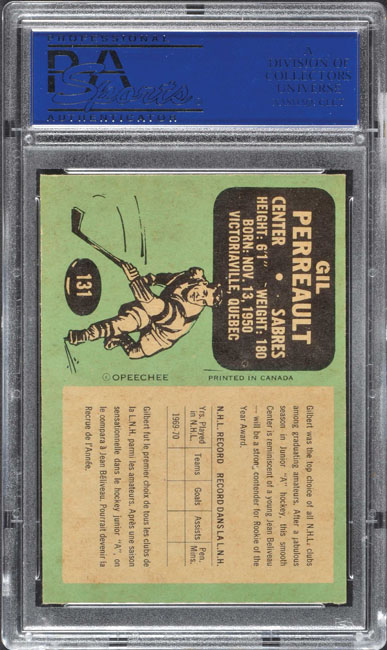 PROFESSIONAL
PSA
Sports
AUTHENTICATOR
A
DIVISION OF
COLLECTORS
UNIVERSE
NASDAQ: CLCT
GIL
PERREAULT
CENTER • SABRES
HEIGHT: 6'1" WEIGHT: 180
BORN: NOV. 13, 1950
VICTORIAVILLE, QUEBEC
131
© OPEECHEE
PRINTED IN CANADA
Gilbert was the top choice of all N.H.L. clubs
among graduating amateurs. After a fabulous
season in Junior "A" hockey, this smooth
Center is reminiscent of a young Jean Beliveau
— will be a strong contender for Rookie of the
Year Award.
N.H.L. RECORD RECORD DANS LA L.N.H.
Yrs. Played
in N.H.L. Teams Goals Assists Pen.
Mins.
1969-70
Gilbert fut le premier choix de tous les clubs de
la L.N.H. parmi les amateurs. Après une saison
sensationnelle dans le hockey junior "A", on
le compara à Jean Béliveau. Pourrait devenir la
Recrue de l'Année.